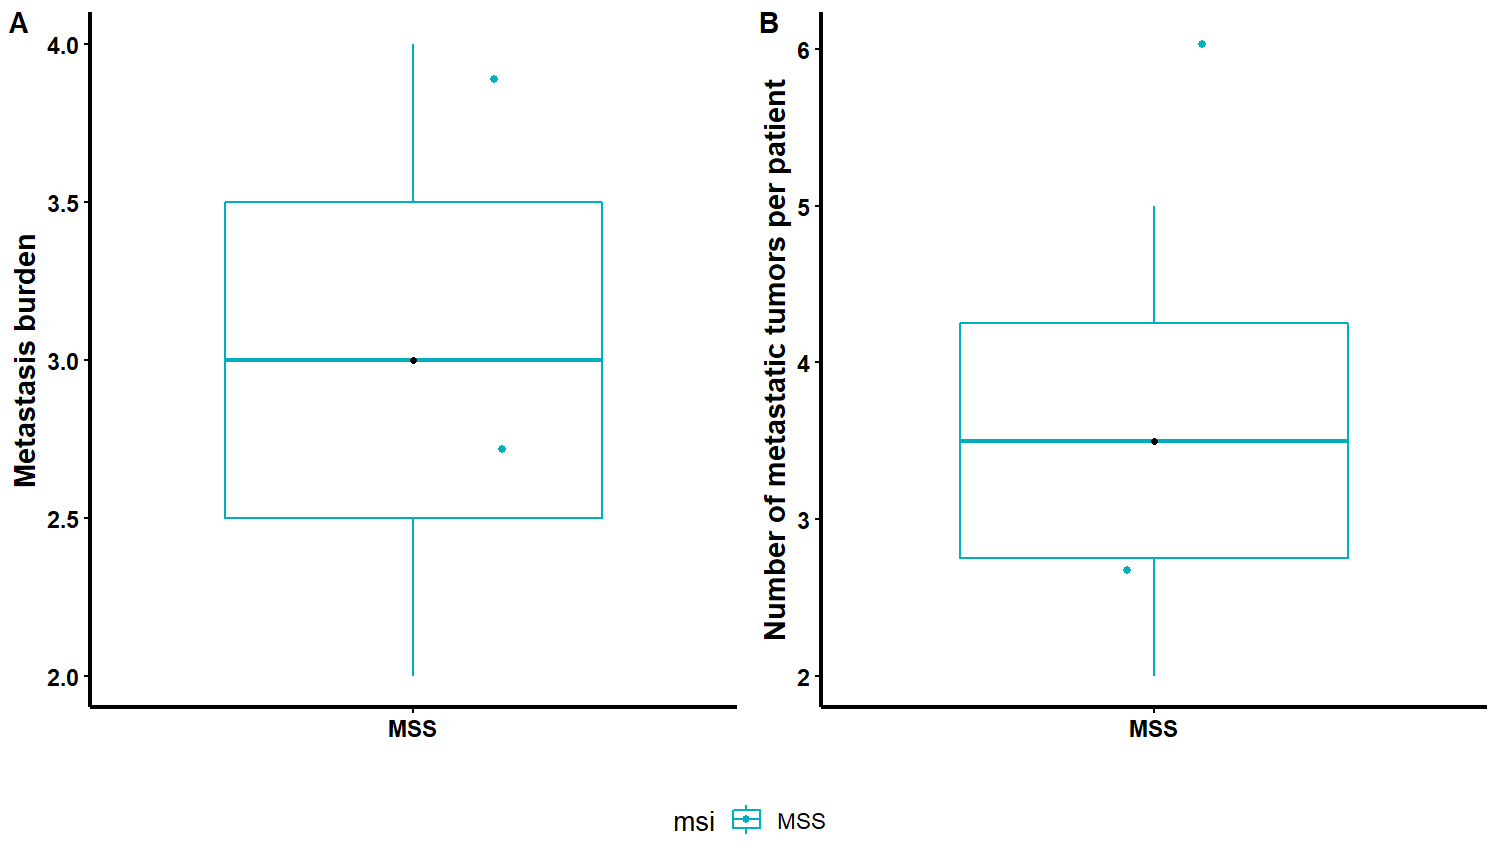 A
Metastasis burden
4.0
3.5
3.0
2.5
2.0
MSS
B
Number of metastatic tumors per patient
6
5
4
3
2
MSS
msi MSS